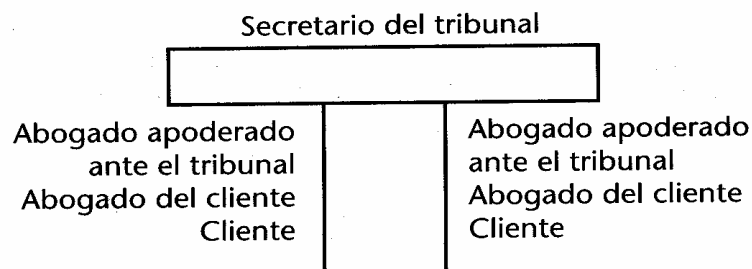 Secretario del tribunal
Abogado apoderado
ante el tribunal
Abogado del cliente
Cliente
Abogado apoderado
ante el tribunal
Abogado del cliente
Cliente